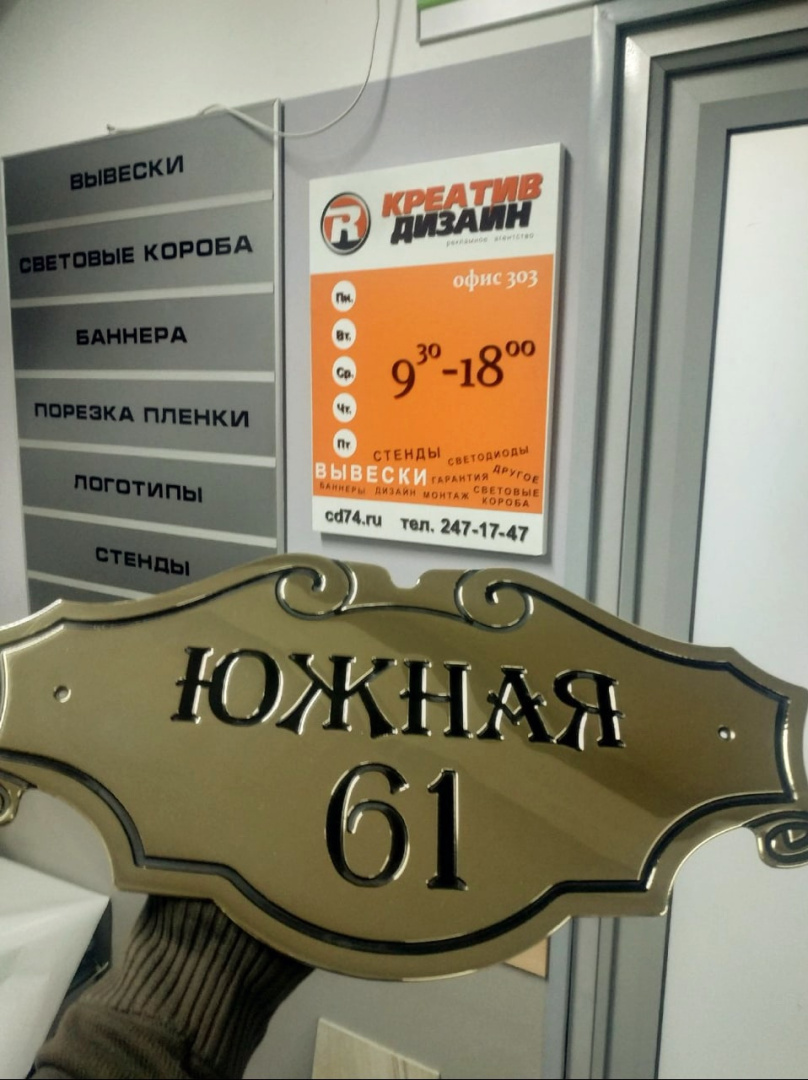 ВЫВЕСКИ
СВЕТОВЫЕ КОРОБА
БАННЕРА
ПОРЕЗКА ПЛЕНКИ
ЛОГОТИПЫ
СТЕНДЫ
R КРЕАТИВ
ДИЗАЙН
рекламное агентство
офис 303
Пн.
Вт.
Ср.
Чт.
Пт
9³⁰-18⁰⁰
СТЕНДЫ СВЕТОДИОДЫ
ВЫВЕСКИ ГАРАНТИЯ ДРУГОЕ
БАННЕРЫ ДИЗАЙН МОНТАЖ СВЕТОВЫЕ
КОРОБА
cd74.ru тел. 247-17-47
ЮЖНАЯ
61